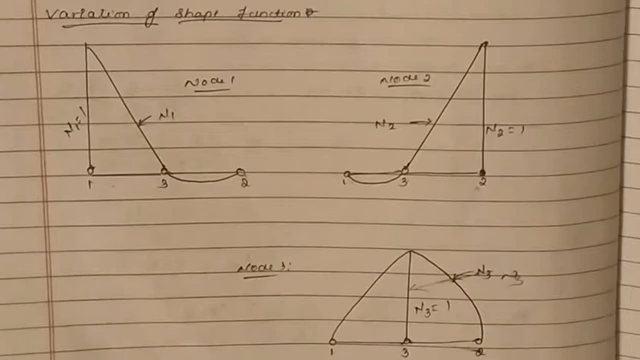 Variation of shape function
Node 1
Node 2
N1
N2
N1=1
N2=1
1 3 2
1 3 2
Node 3:
N3
N3=1
1 3 2